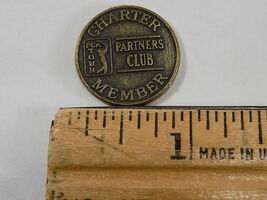 CHARTER
PGA TOUR
PARTNERS
CLUB
MEMBER
1
MADE IN U